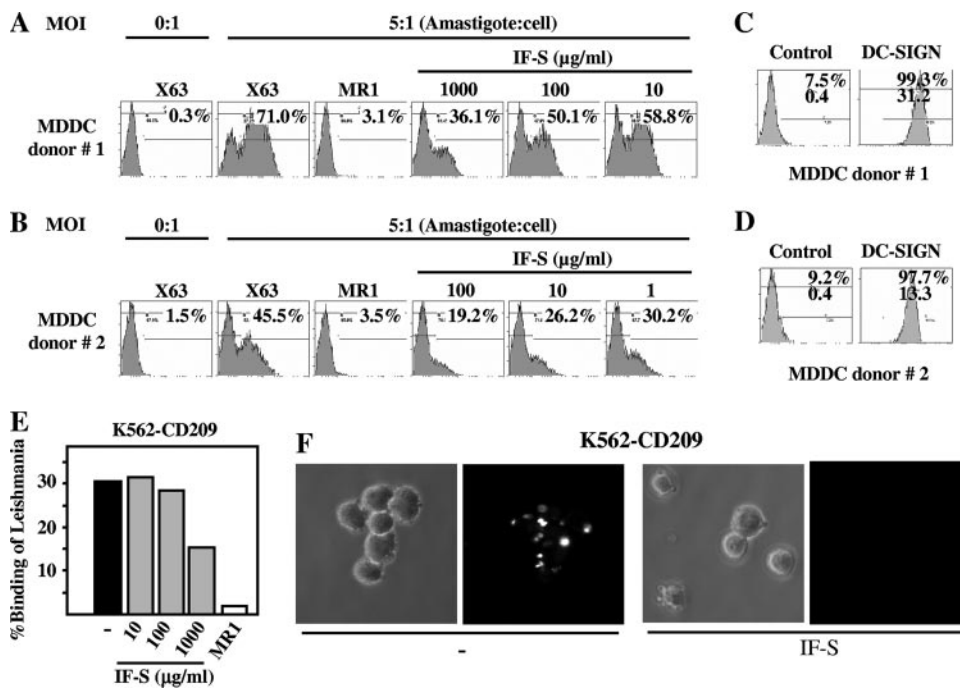 A MOI 0:1 5:1 (Amastigote:cell)
IF-S (µg/ml)
X63 X63 MR1 1000 100 10
MDDC donor # 1
0.3% 71.0% 3.1% 36.1% 50.1% 58.8%
B MOI 0:1 5:1 (Amastigote:cell)
IF-S (µg/ml)
X63 X63 MR1 100 10 1
MDDC donor # 2
1.5% 45.5% 3.5% 19.2% 26.2% 30.2%
C
Control DC-SIGN
7.5% 99.3%
0.4 31.2
MDDC donor # 1
D
Control DC-SIGN
9.2% 97.7%
0.4 13.3
MDDC donor # 2
E
K562-CD209
%Binding of Leishmania
30
20
10
- 10 100 1000 MR1
IF-S (µg/ml)
F
K562-CD209
- IF-S